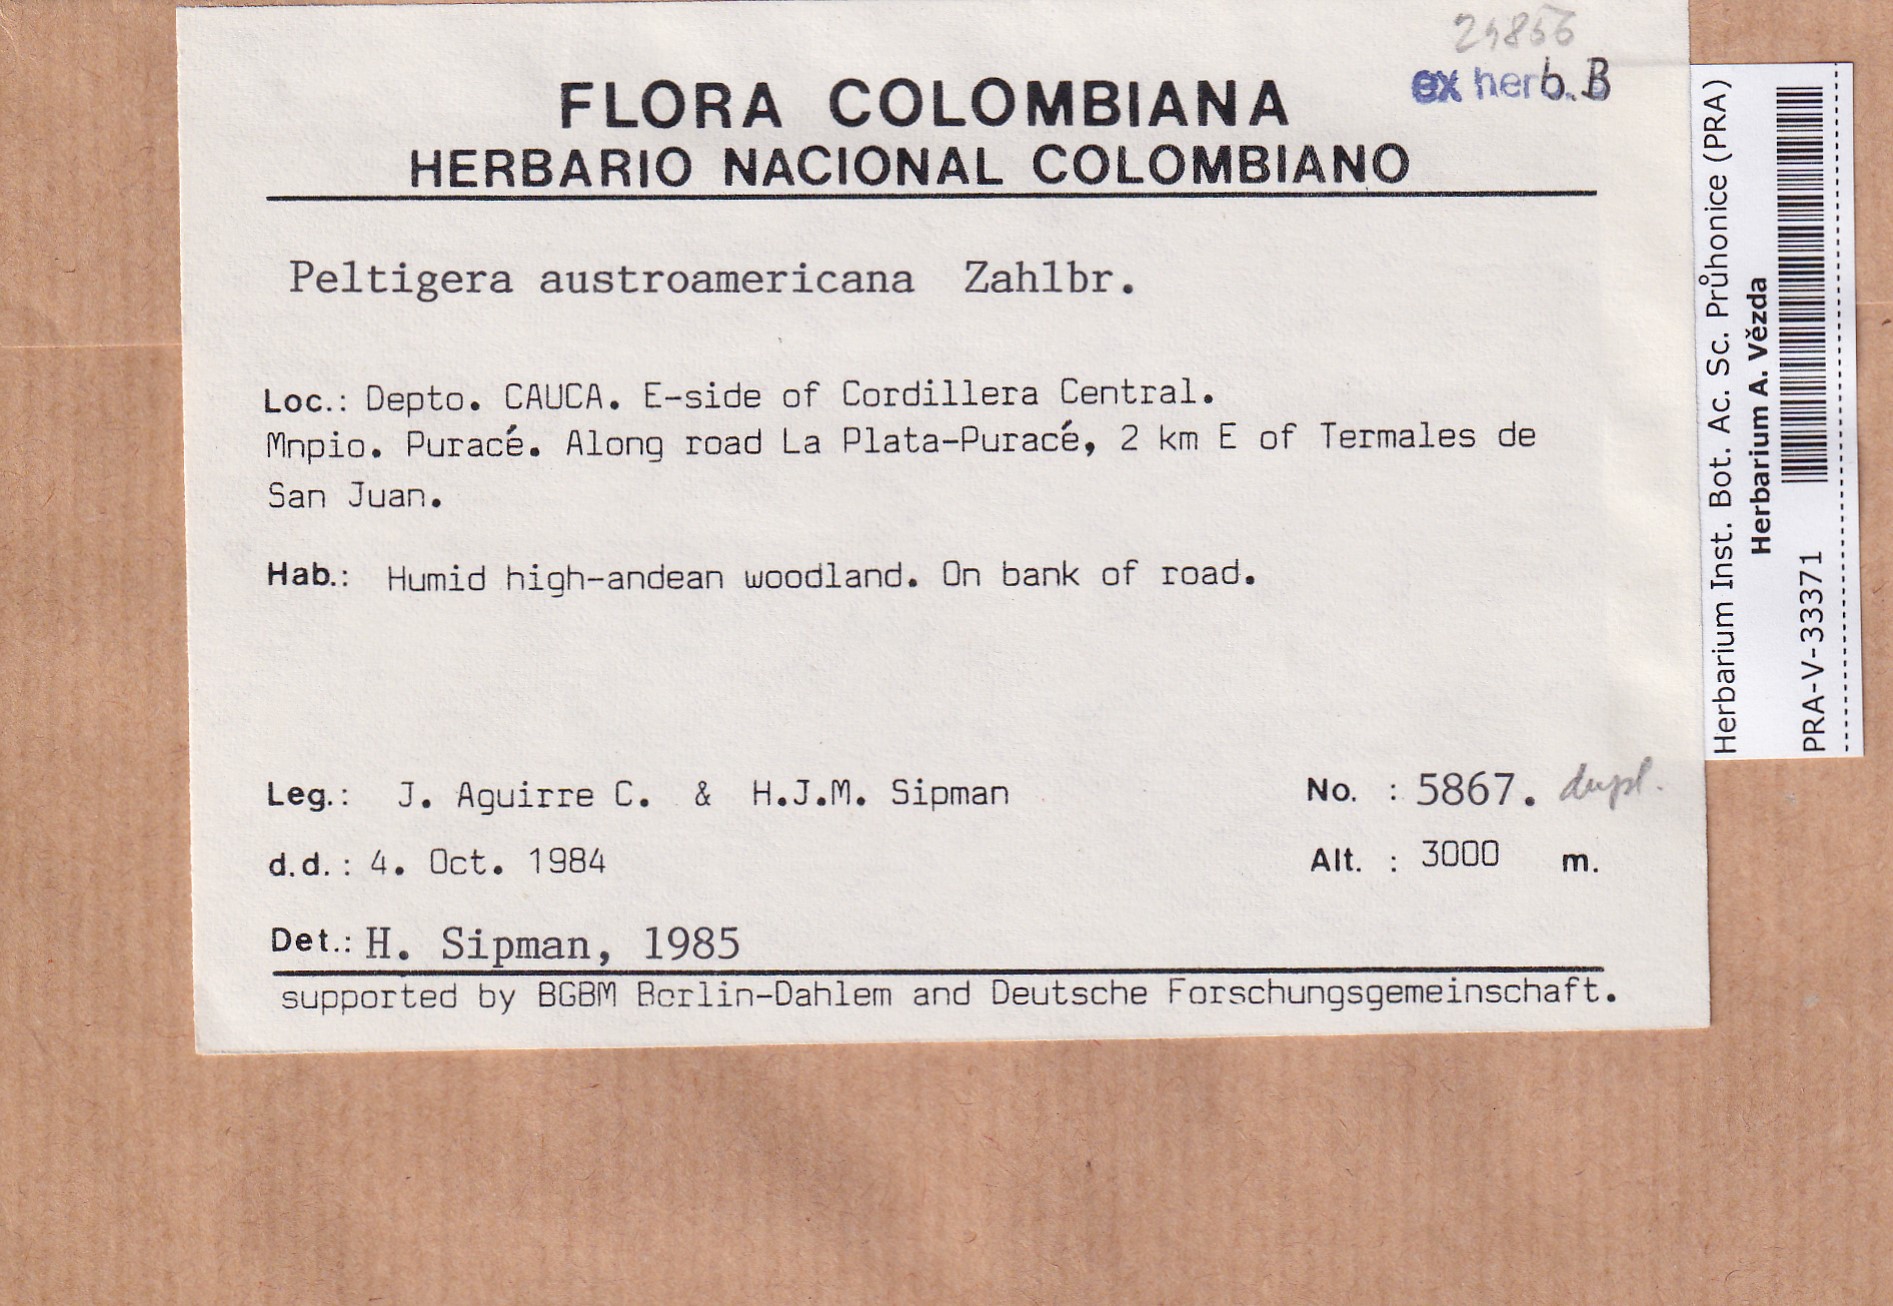 24856
ex herb. B
FLORA COLOMBIANA
HERBARIO NACIONAL COLOMBIANO
Peltigera austroamericana Zahlbr.
Loc.: Depto. CAUCA. E-side of Cordillera Central.
Mnpio. Puracé. Along road La Plata-Puracé, 2 km E of Termales de
San Juan.
Hab.: Humid high-andean woodland. On bank of road.
Leg.: J. Aguirre C. & H.J.M. Sipman No. : 5867. dupl.
d.d.: 4. Oct. 1984 Alt. : 3000 m.
Det.: H. Sipman, 1985
supported by BGBM Berlin-Dahlem and Deutsche Forschungsgemeinschaft.
Herbarium Inst. Bot. Ac. Sc. Průhonice (PRA)
Herbarium A. Vězda
PRA-V-33371